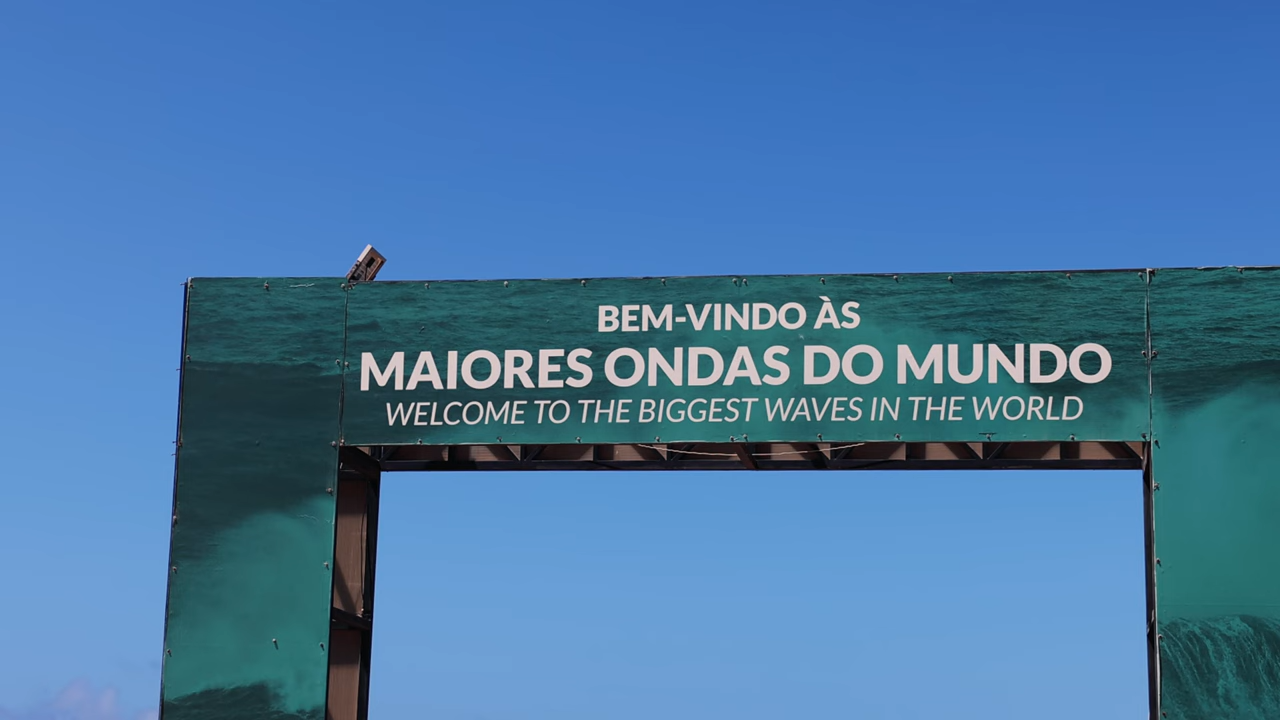 BEM-VINDO ÀS
MAIORES ONDAS DO MUNDO
WELCOME TO THE BIGGEST WAVES IN THE WORLD